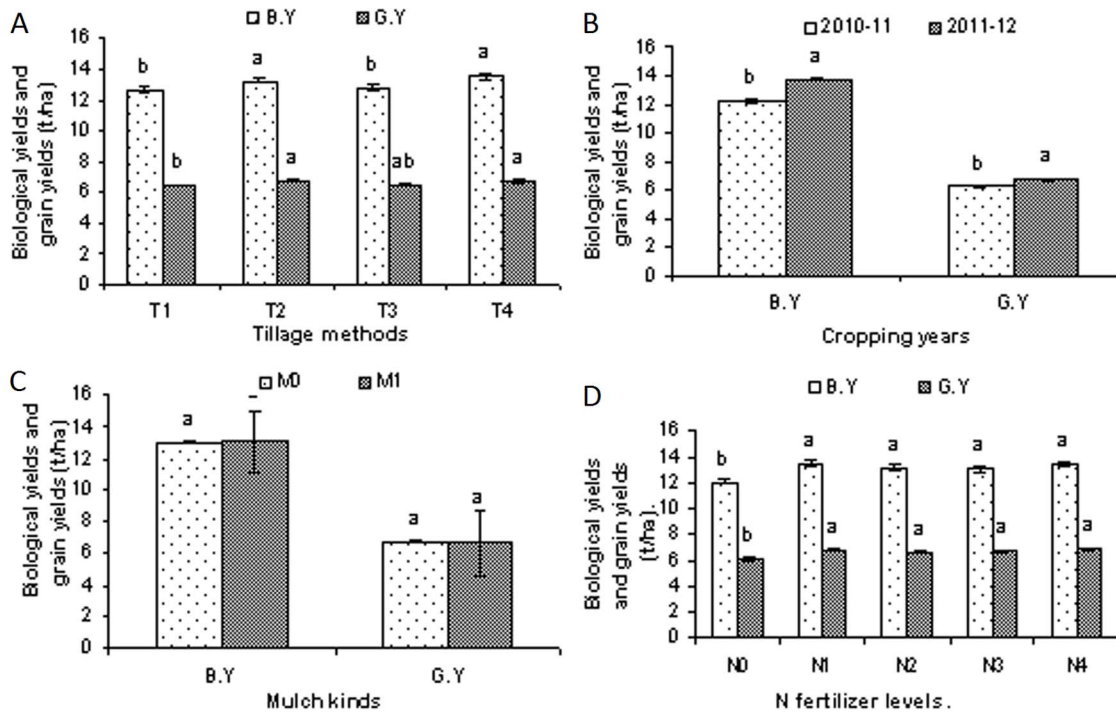 A
B.Y G.Y
Biological yields and
grain yields (t/ha)
16
14
12
10
8
6
4
2
0
b b a a b ab a a
T1 T2 T3 T4
Tillage methods
B
2010-11 2011-12
Biological yields and
grain yields (t/ha)
16
14
12
10
8
6
4
2
0
b a b a
B.Y G.Y
Cropping years
C
M0 M1
Biological yields and
grain yields (t/ha)
16
14
12
10
8
6
4
2
0
a a a
B.Y G.Y
Mulch kinds
D
B.Y G.Y
Biological yields
and grain yields
(t/ha).
16
14
12
10
8
6
4
2
0
b b a a a a a a a a
N0 N1 N2 N3 N4
N fertilizer levels .